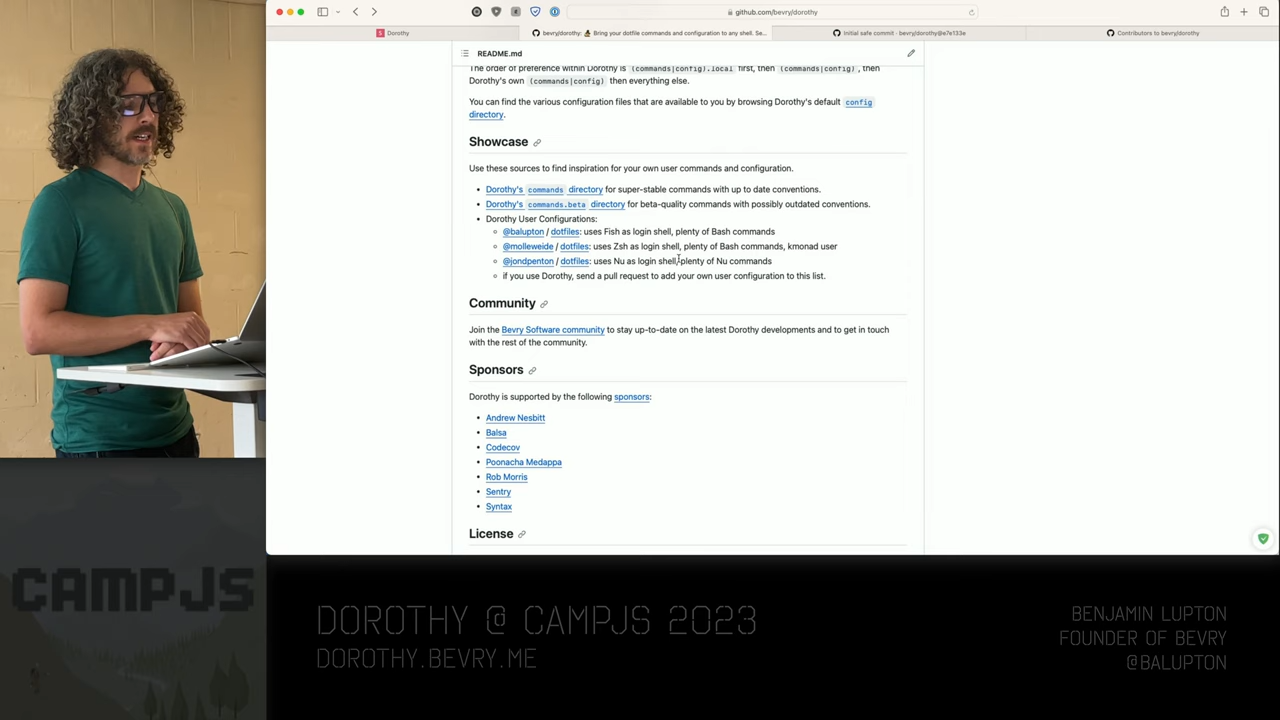 github.com/bevry/dorothy
Dorothy
bevry/dorothy: 🧙 Bring your dotfile commands and configuration to any shell. Se...
Initial safe commit · bevry/dorothy@e7e133e
Contributors to bevry/dorothy
README.md
The order of preference within Dorothy is (commands|config).local first, then (commands|config), then
Dorothy's own (commands|config) then everything else.
You can find the various configuration files that are available to you by browsing Dorothy's default config
directory.
Showcase
Use these sources to find inspiration for your own user commands and configuration.
• Dorothy's commands directory for super-stable commands with up to date conventions.
• Dorothy's commands.beta directory for beta-quality commands with possibly outdated conventions.
• Dorothy User Configurations:
○ @balupton / dotfiles: uses Fish as login shell, plenty of Bash commands
○ @molleweide / dotfiles: uses Zsh as login shell, plenty of Bash commands, kmonad user
○ @jondpenton / dotfiles: uses Nu as login shell, plenty of Nu commands
○ if you use Dorothy, send a pull request to add your own user configuration to this list.
Community
Join the Bevry Software community to stay up-to-date on the latest Dorothy developments and to get in touch
with the rest of the community.
Sponsors
Dorothy is supported by the following sponsors:
• Andrew Nesbitt
• Balsa
• Codecov
• Poonacha Medappa
• Rob Morris
• Sentry
• Syntax
License
CAMPJS
DOROTHY @ CAMPJS 2023
DOROTHY.BEVRY.ME
BENJAMIN LUPTON
FOUNDER OF BEVRY
@BALUPTON